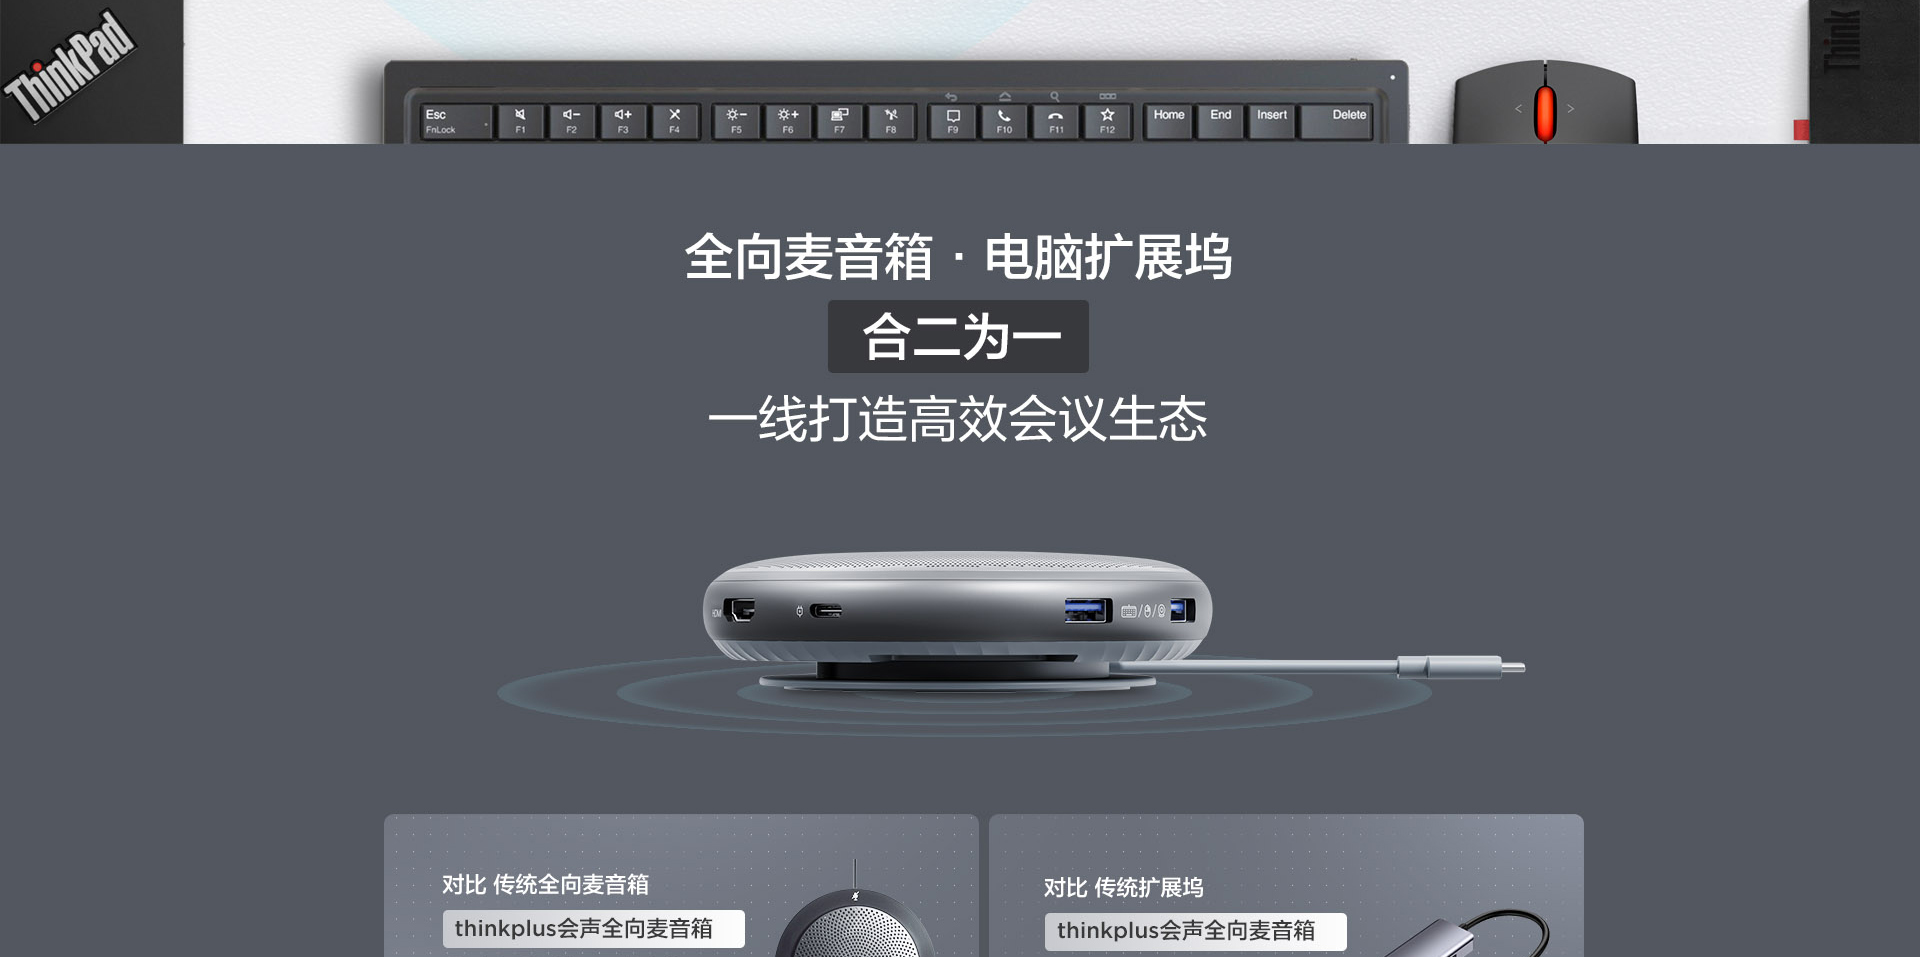 ThinkPad
Think
Esc
FnLock
F1
F2
F3
F4
F5
F6
F7
F8
F9
F10
F11
F12
Home
End
Insert
Delete
全向麦音箱·电脑扩展坞
合二为一
一线打造高效会议生态
对比 传统全向麦音箱
thinkplus会声全向麦音箱
对比 传统扩展坞
thinkplus会声全向麦音箱